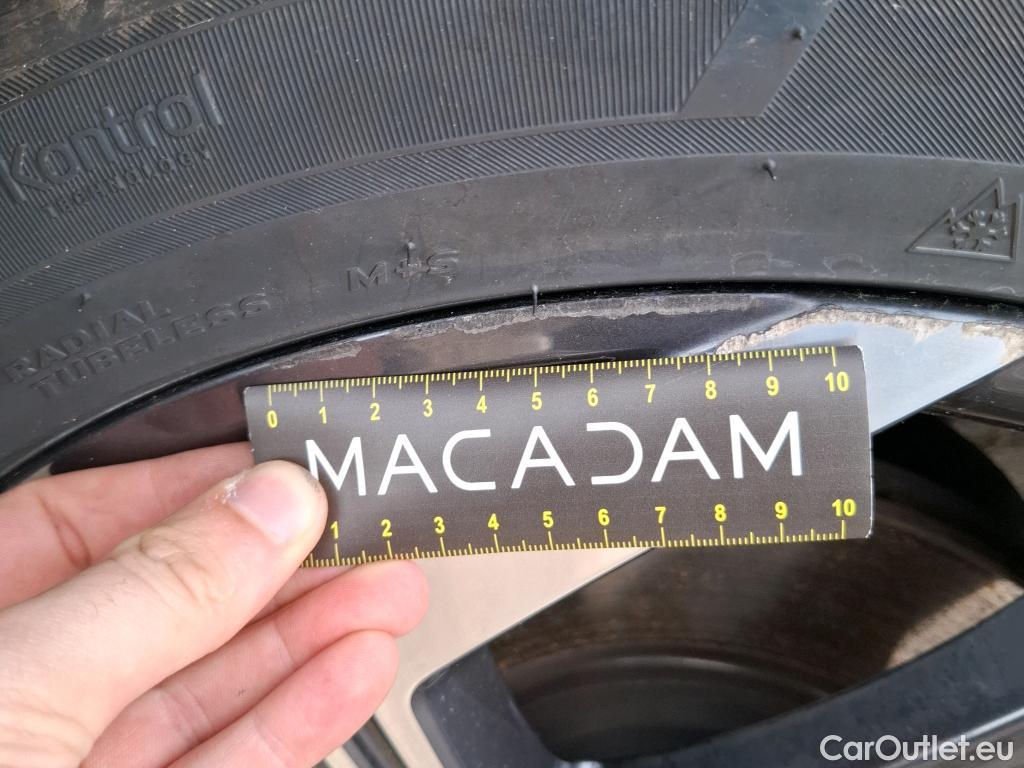 Kontrol
TECHNOLOGY
M+S
RADIAL
TUBELESS
0 1 2 3 4 5 6 7 8 9 10
MACADAM
1 2 3 4 5 6 7 8 9 10
CarOutlet.eu